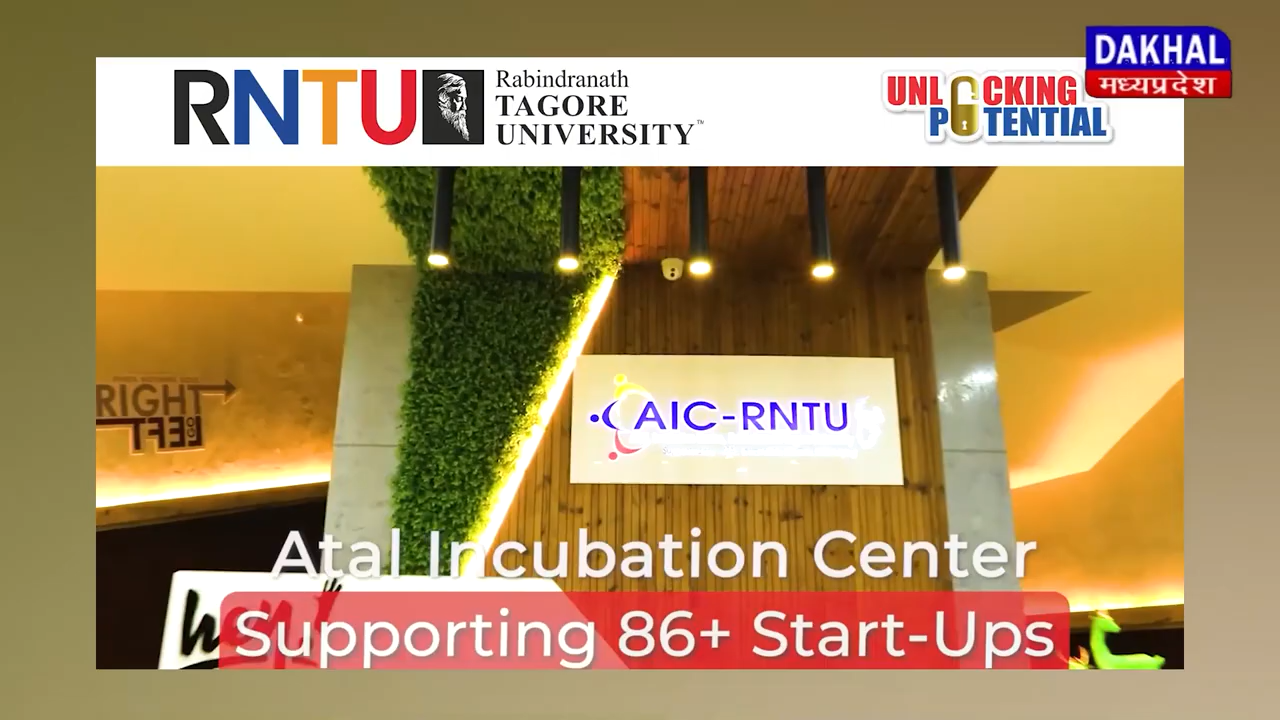 RNTU
Rabindranath
TAGORE
UNIVERSITY™
UNLOCKING
POTENTIAL
DAKHAL
मध्यप्रदेश
RIGHT
LEFT
AIC-RNTU
Atal Incubation Center
hey!
Supporting 86+ Start-Ups